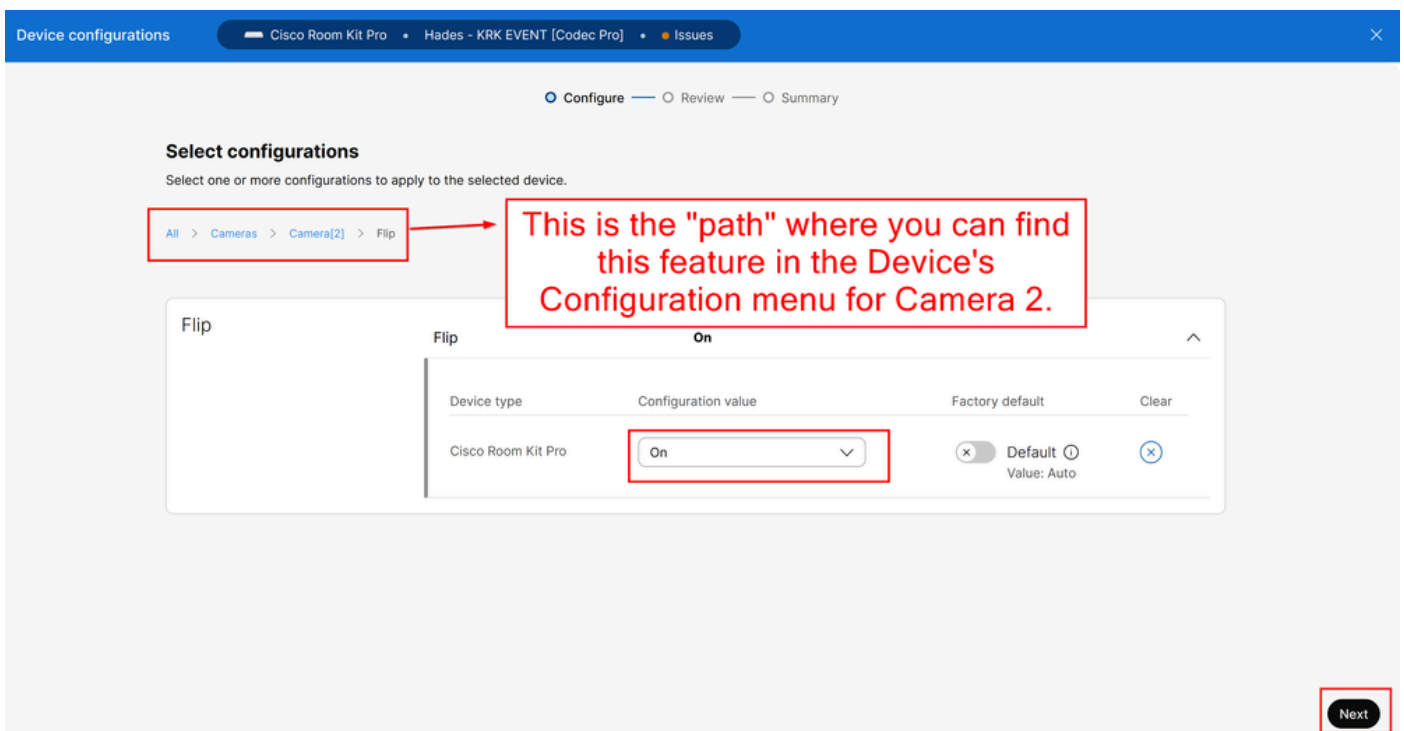 Device configurations
Cisco Room Kit Pro • Hades - KRK EVENT [Codec Pro] • Issues
Configure Review Summary
Select configurations
Select one or more configurations to apply to the selected device.
All > Cameras > Camera[2] > Flip
This is the "path" where you can find
this feature in the Device's
Configuration menu for Camera 2.
Flip
Flip On
Device type Configuration value Factory default Clear
Cisco Room Kit Pro On Default
Value: Auto
Next